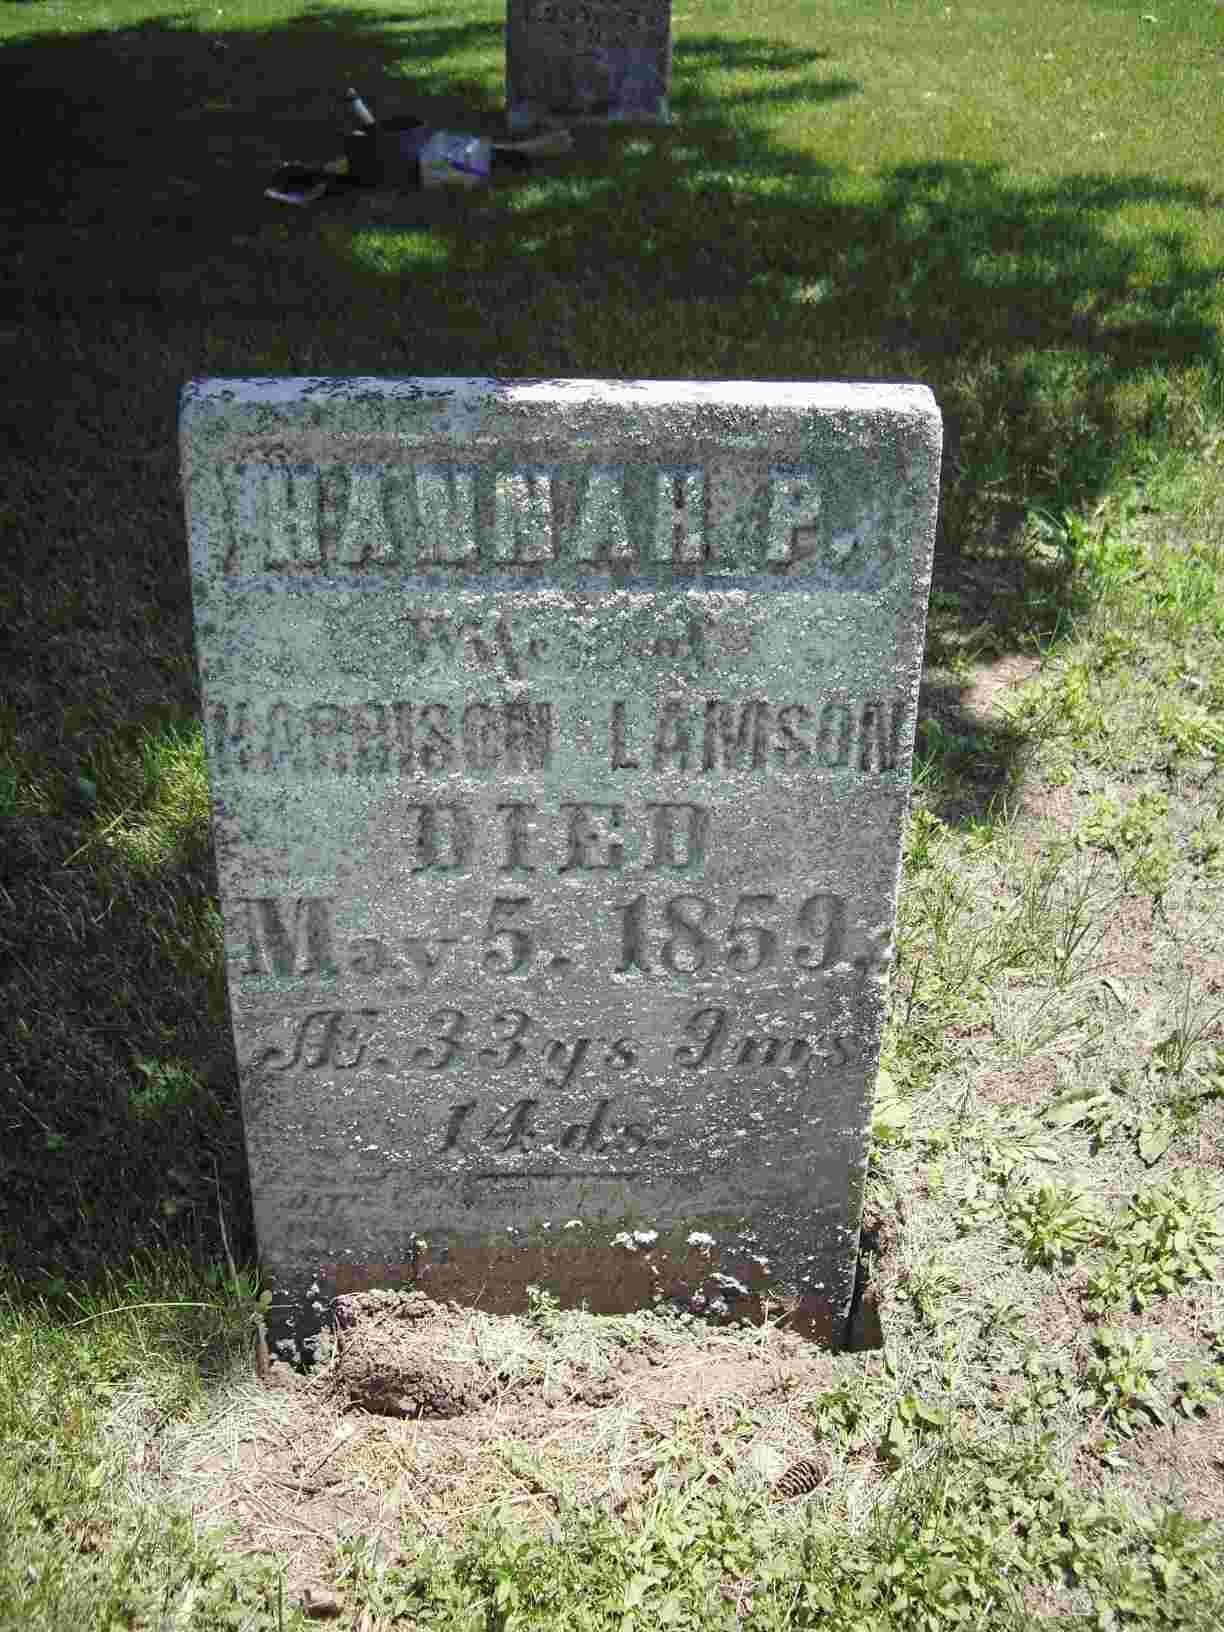 HANNAH P.
Wife of
HARRISON LAMSON
DIED
May 5. 1859.
Æ. 33 ys 9 ms
14 ds.